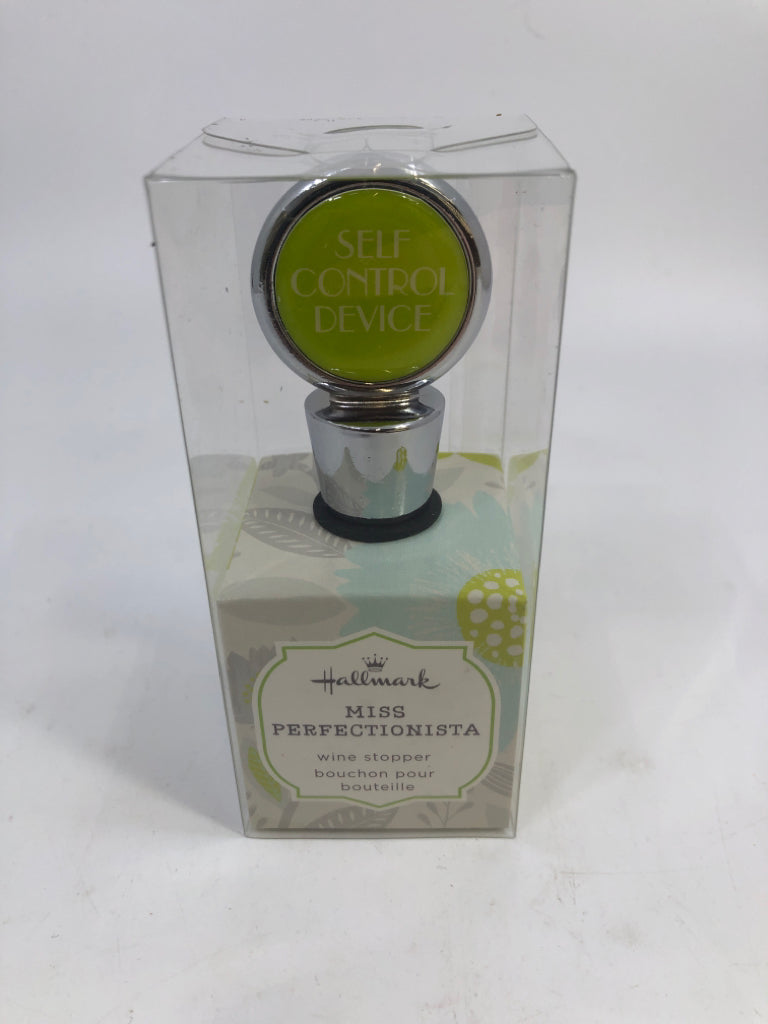 SELF
CONTROL
DEVICE
Hallmark
MISS
PERFECTIONISTA
wine stopper
bouchon pour
bouteille